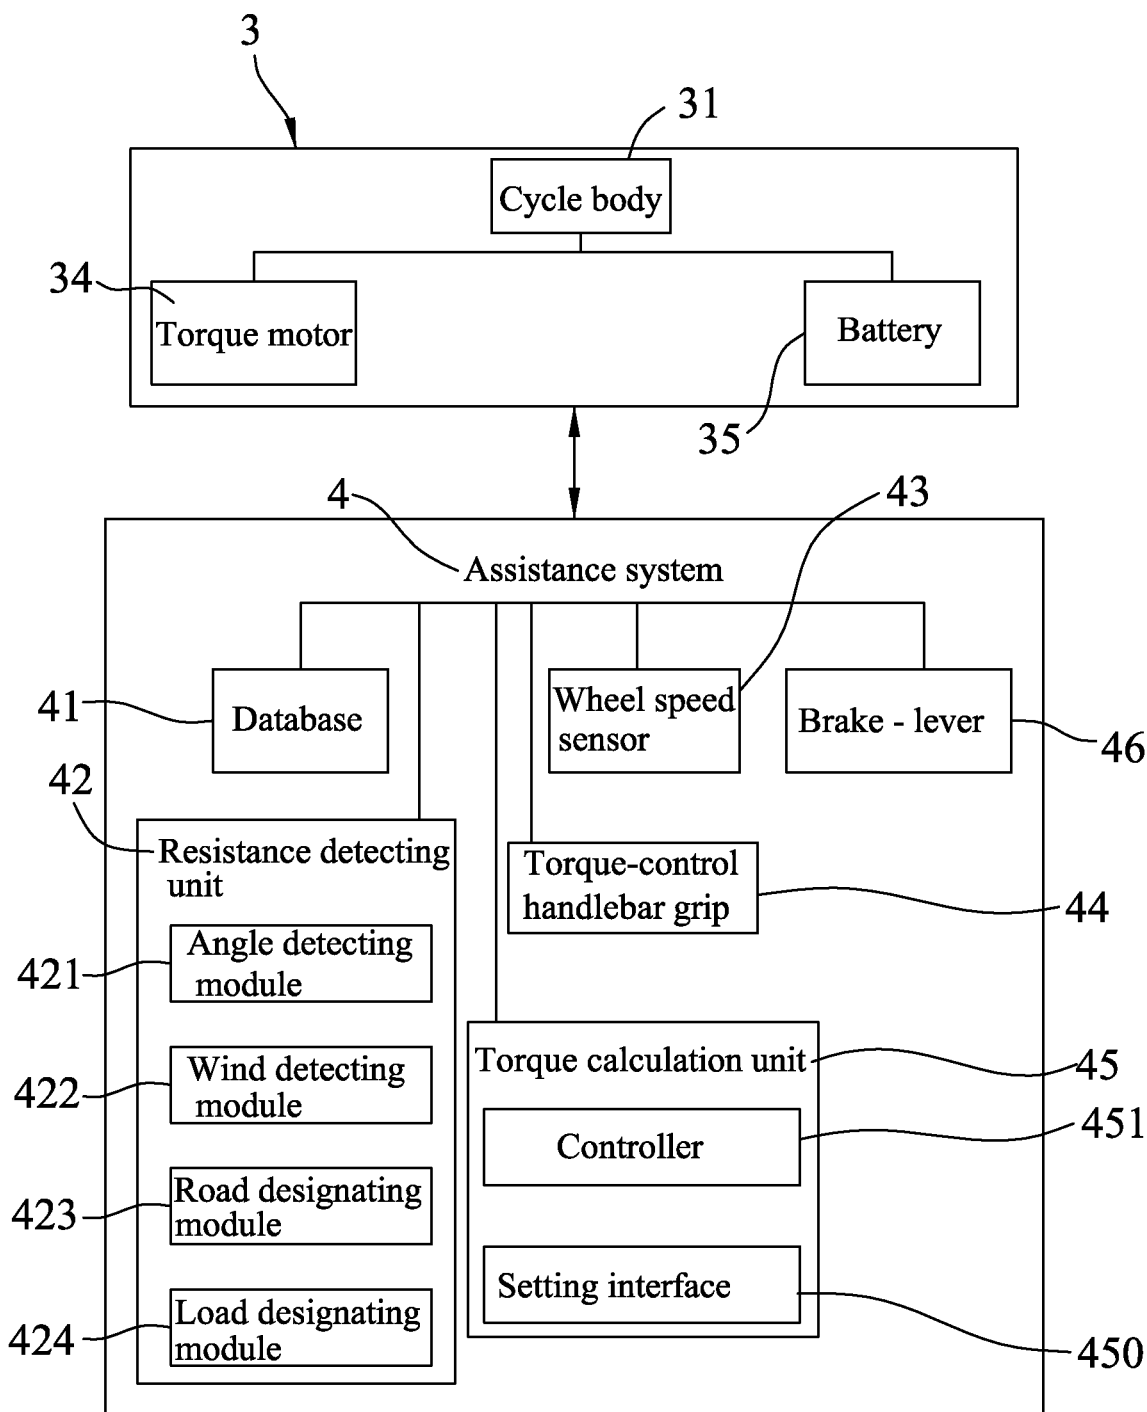 3
31
Cycle body
34
Torque motor
Battery
35
4
43
Assistance system
41
Database
Wheel speed
sensor
Brake - lever
46
42
Resistance detecting
unit
Torque-control
handlebar grip
44
421
Angle detecting
module
422
Wind detecting
module
Torque calculation unit
45
Controller
451
423
Road designating
module
Setting interface
450
424
Load designating
module